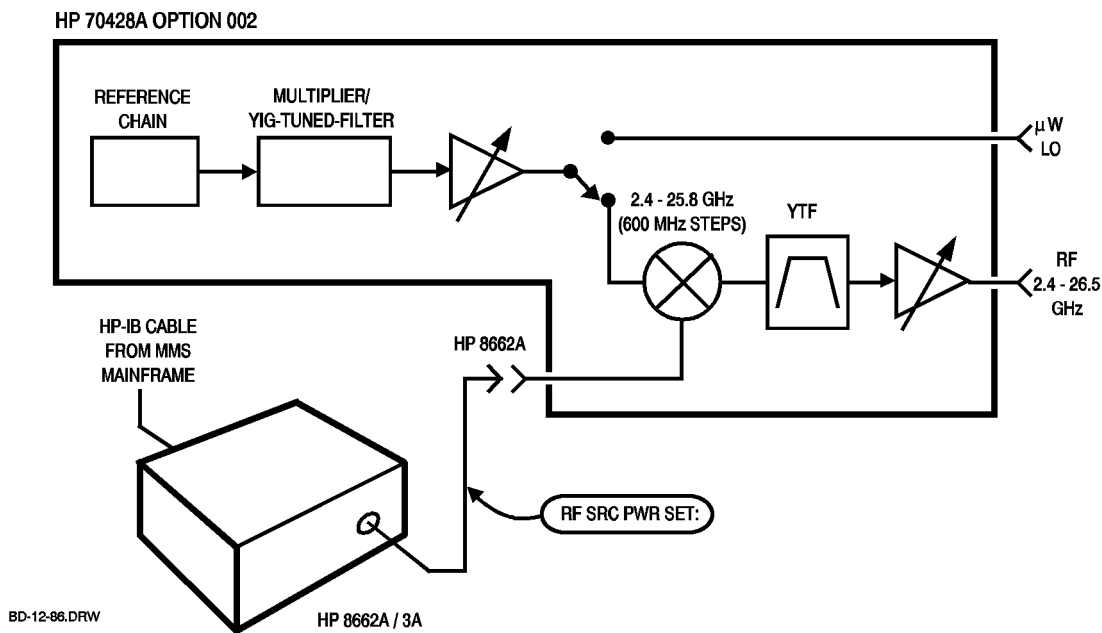 HP 70428A OPTION 002
REFERENCE
CHAIN
MULTIPLIER/
YIG-TUNED-FILTER
µW
LO
2.4 - 25.8 GHz
(600 MHz STEPS)
YTF
RF
2.4 - 26.5
GHz
HP-IB CABLE
FROM MMS
MAINFRAME
HP 8662A
RF SRC PWR SET:
BD-12-86.DRW
HP 8662A / 3A